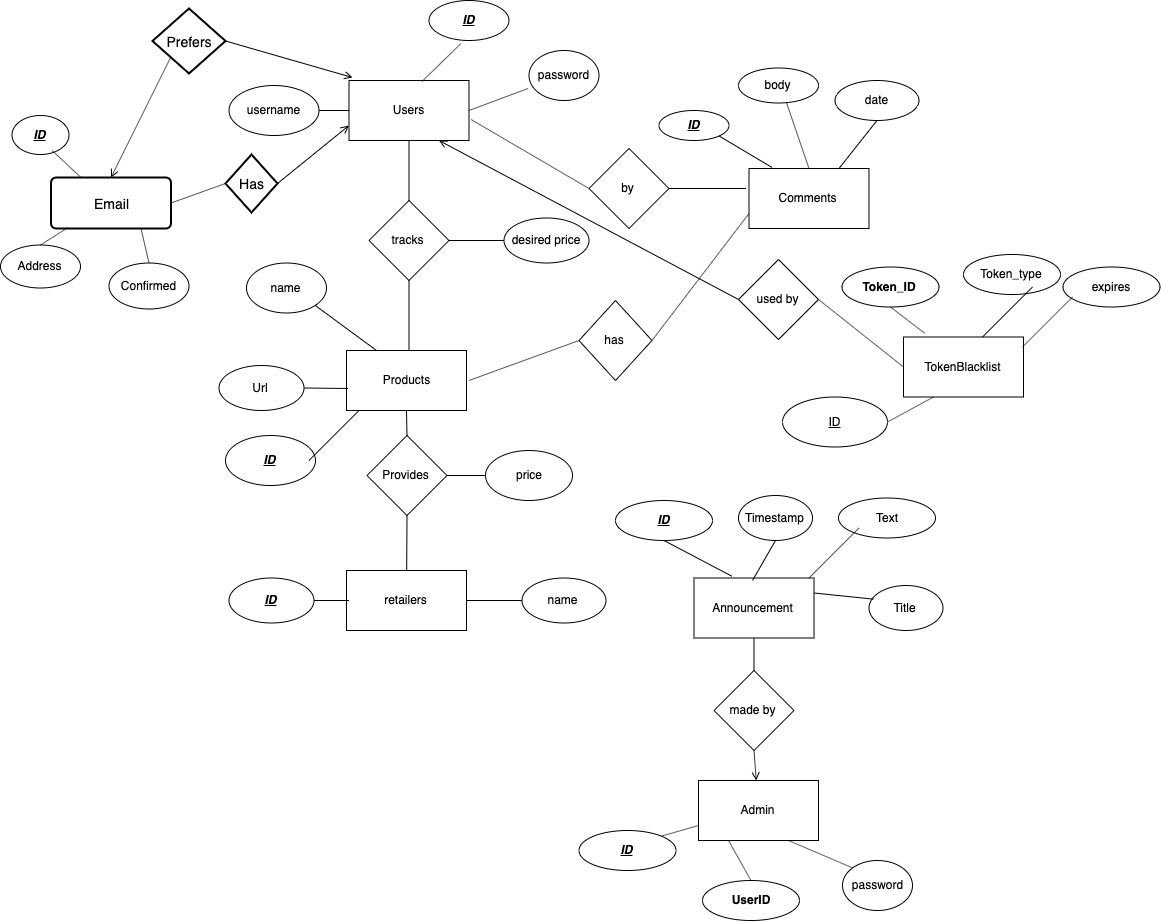 ID
Prefers
password
body
date
username
Users
ID
ID
Has
by
Comments
Email
tracks
desired price
Address
Confirmed
Token_type
Token_ID
expires
name
used by
has
Products
TokenBlacklist
Url
ID
ID
Provides
price
ID
Timestamp
Text
ID
retailers
name
Announcement
Title
made by
Admin
ID
UserID
password